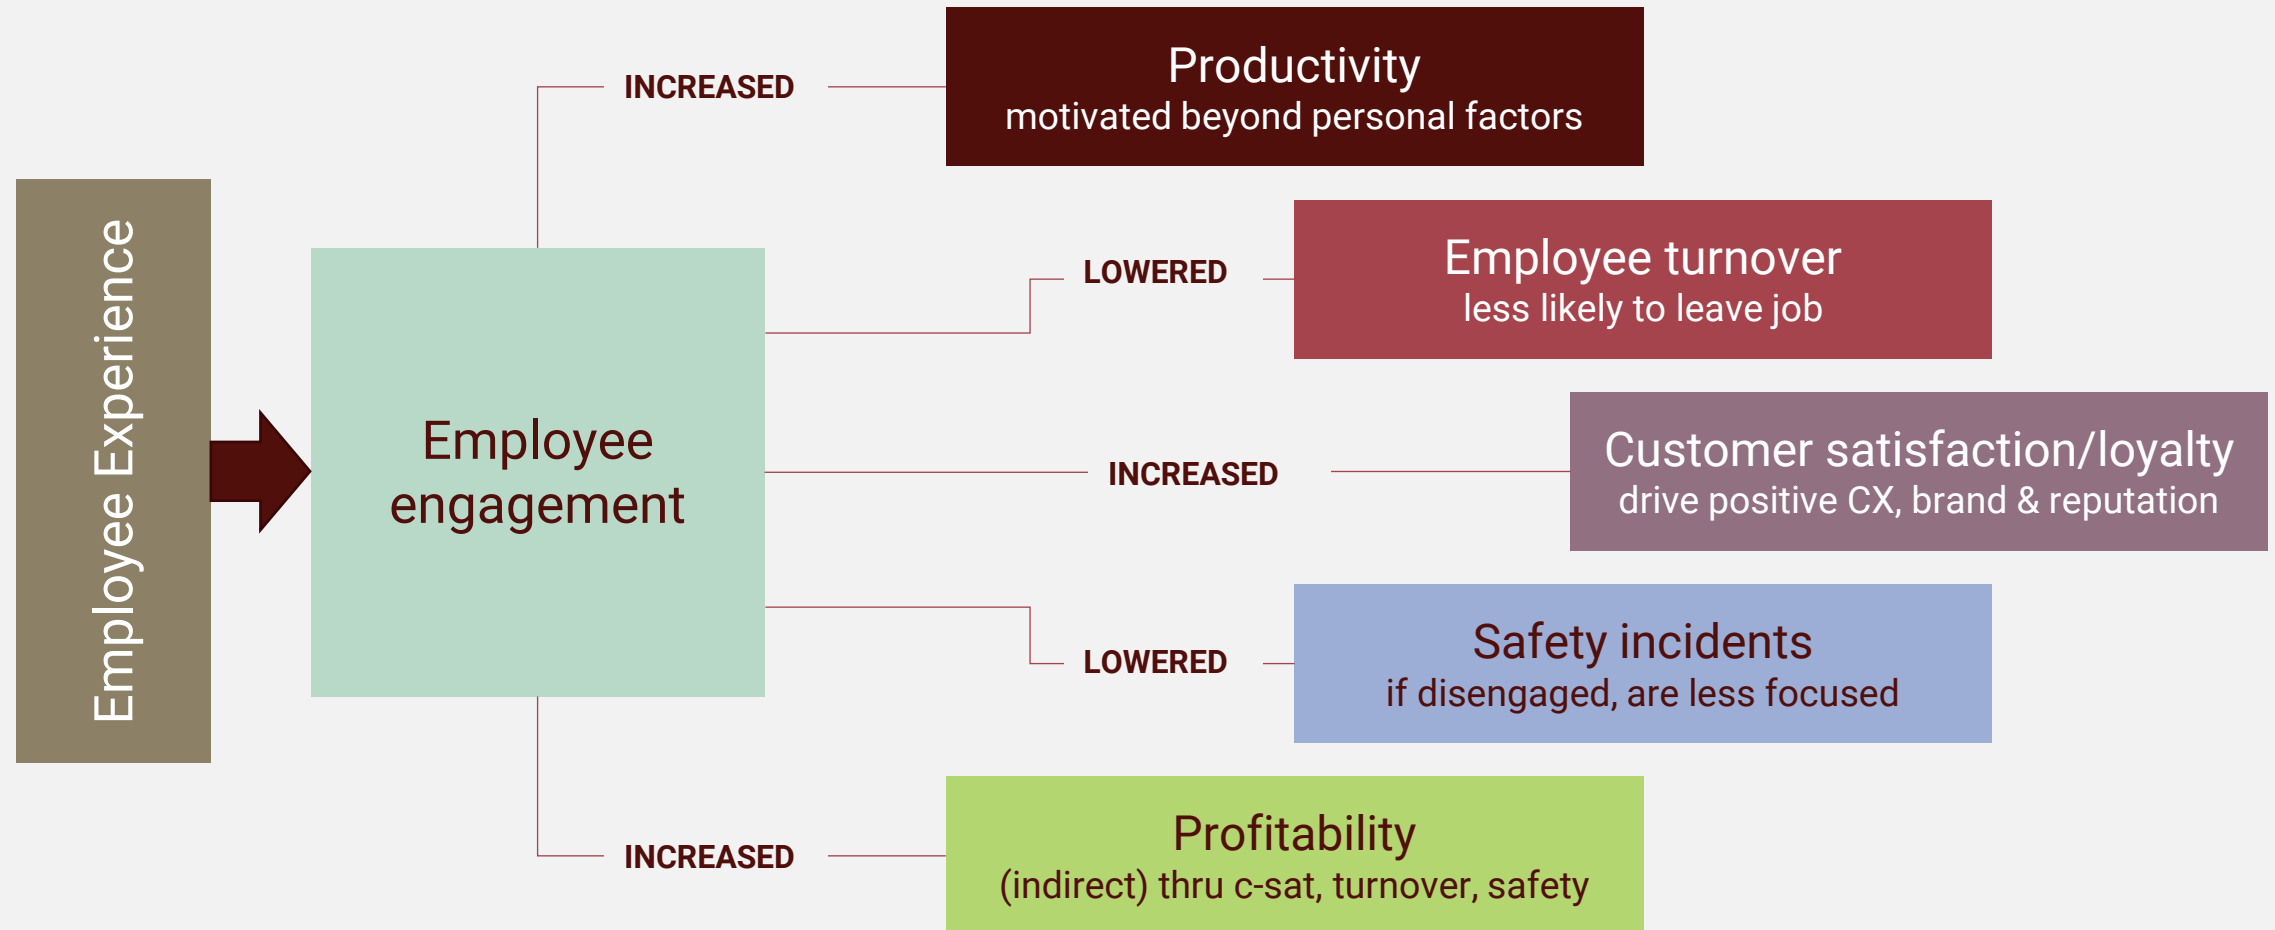 Employee Experience
Employee
engagement
INCREASED
Productivity
motivated beyond personal factors
LOWERED
Employee turnover
less likely to leave job
INCREASED
Customer satisfaction/loyalty
drive positive CX, brand & reputation
LOWERED
Safety incidents
if disengaged, are less focused
INCREASED
Profitability
(indirect) thru c-sat, turnover, safety